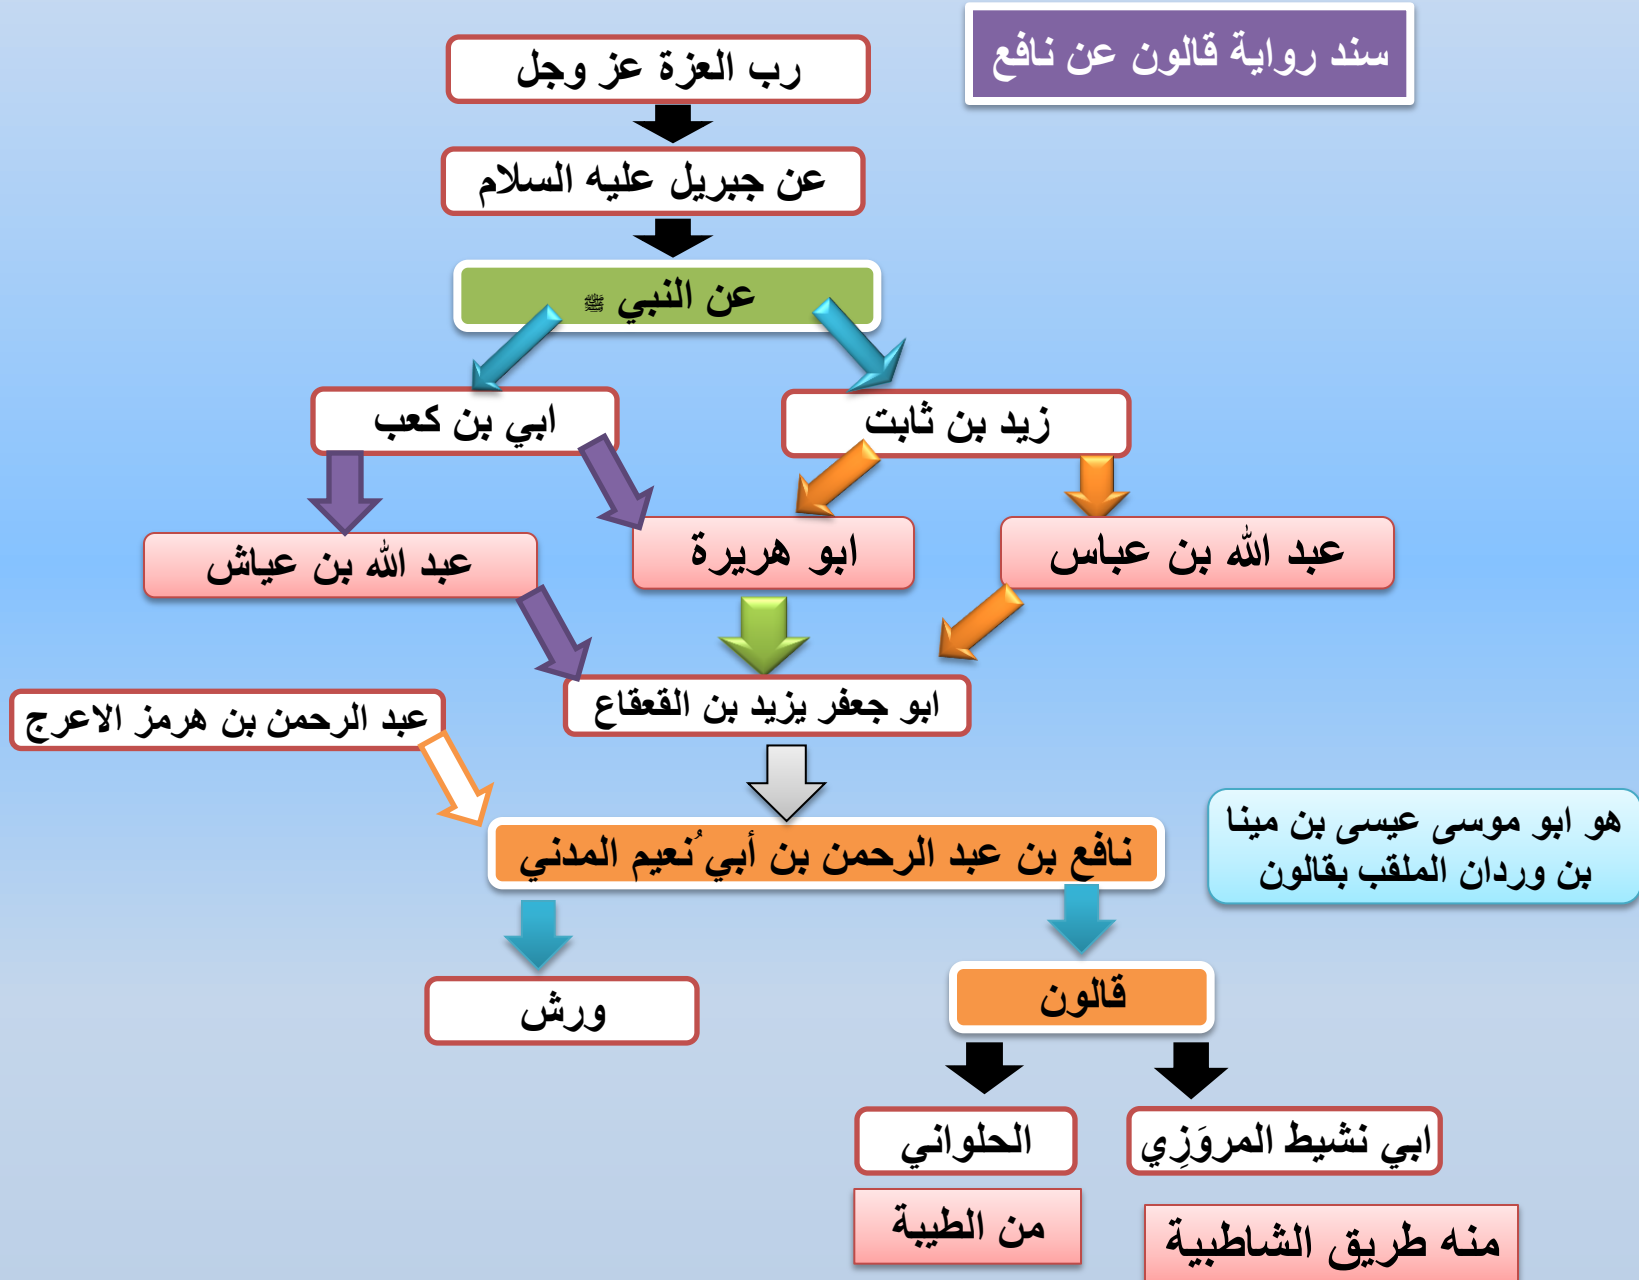 سند رواية قالون عن نافع
رب العزة عز وجل
عن جبريل عليه السلام
عن النبي ﷺ
زيد بن ثابت
ابي بن كعب
عبد الله بن عباس
ابو هريرة
عبد الله بن عياش
ابو جعفر يزيد بن القعقاع
عبد الرحمن بن هرمز الاعرج
هو ابو موسى عيسى بن مينا
بن وردان الملقب بقالون
نافع بن عبد الرحمن بن أبي ُنعيم المدني
قالون
ورش
ابي نشيط المروَزِي
الحلواني
من الطيبة
منه طريق الشاطبية